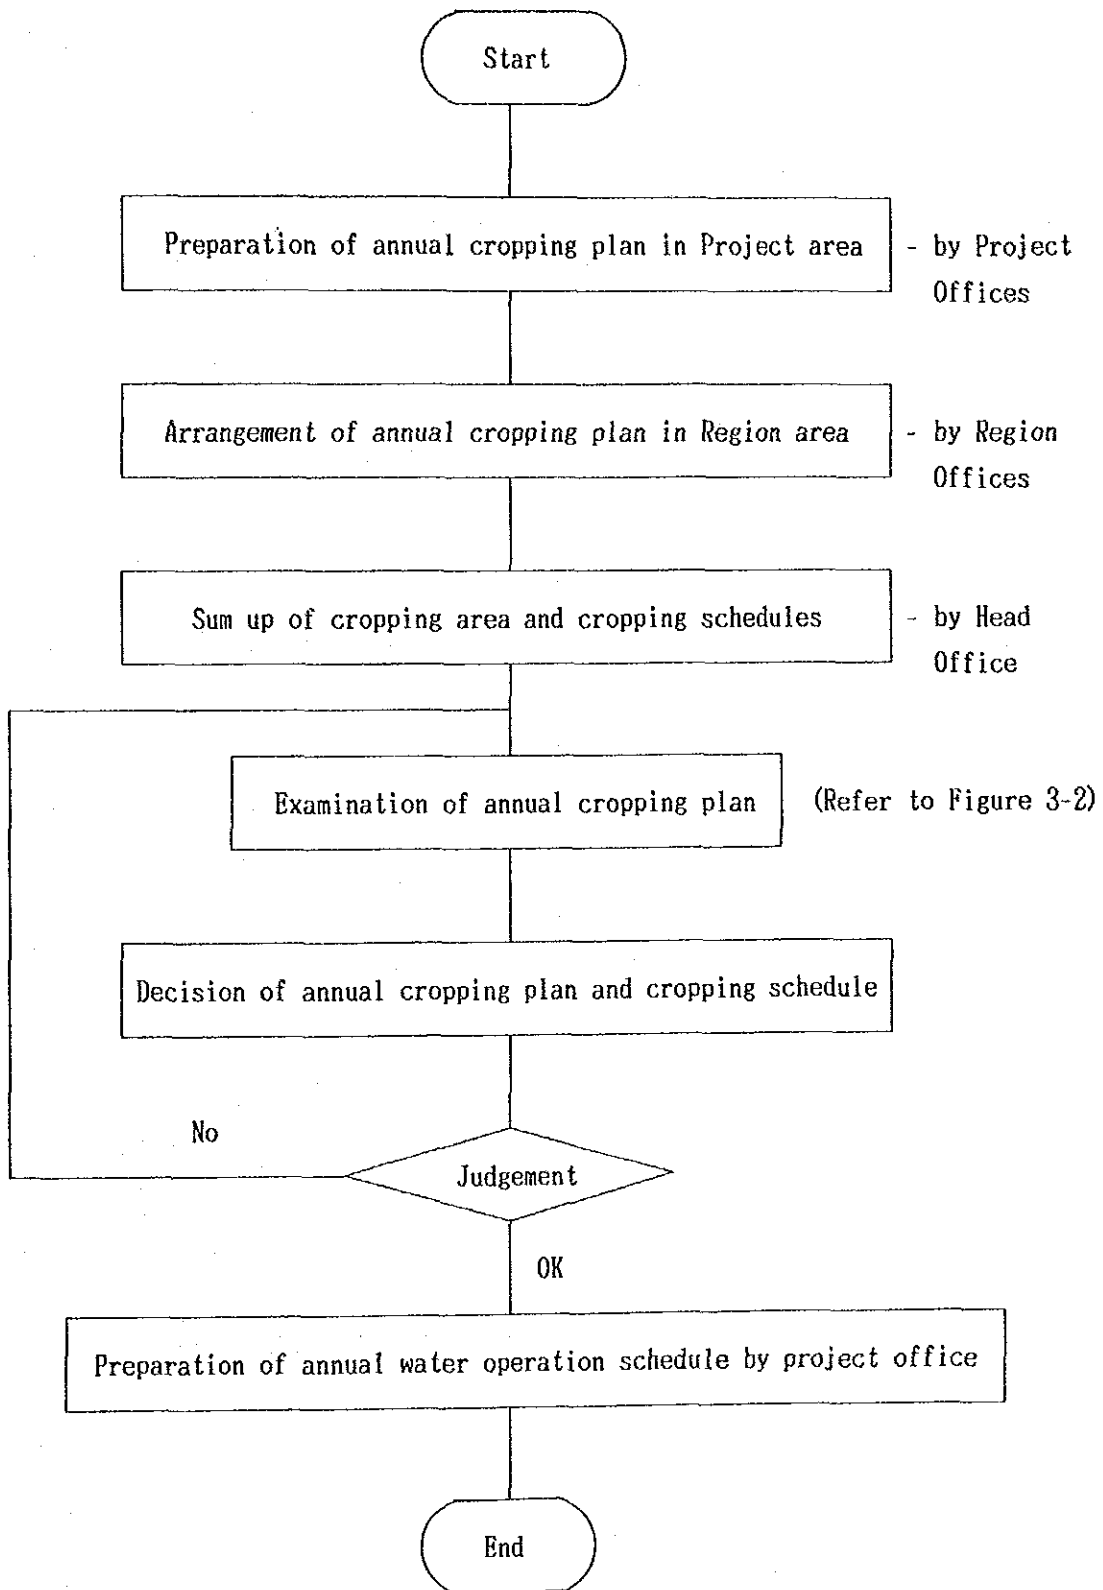 Start
Preparation of annual cropping plan in Project area
- by Project
Offices
Arrangement of annual cropping plan in Region area
- by Region
Offices
Sum up of cropping area and cropping schedules
- by Head
Office
Examination of annual cropping plan
(Refer to Figure 3-2)
Decision of annual cropping plan and cropping schedule
No
Judgement
OK
Preparation of annual water operation schedule by project office
End